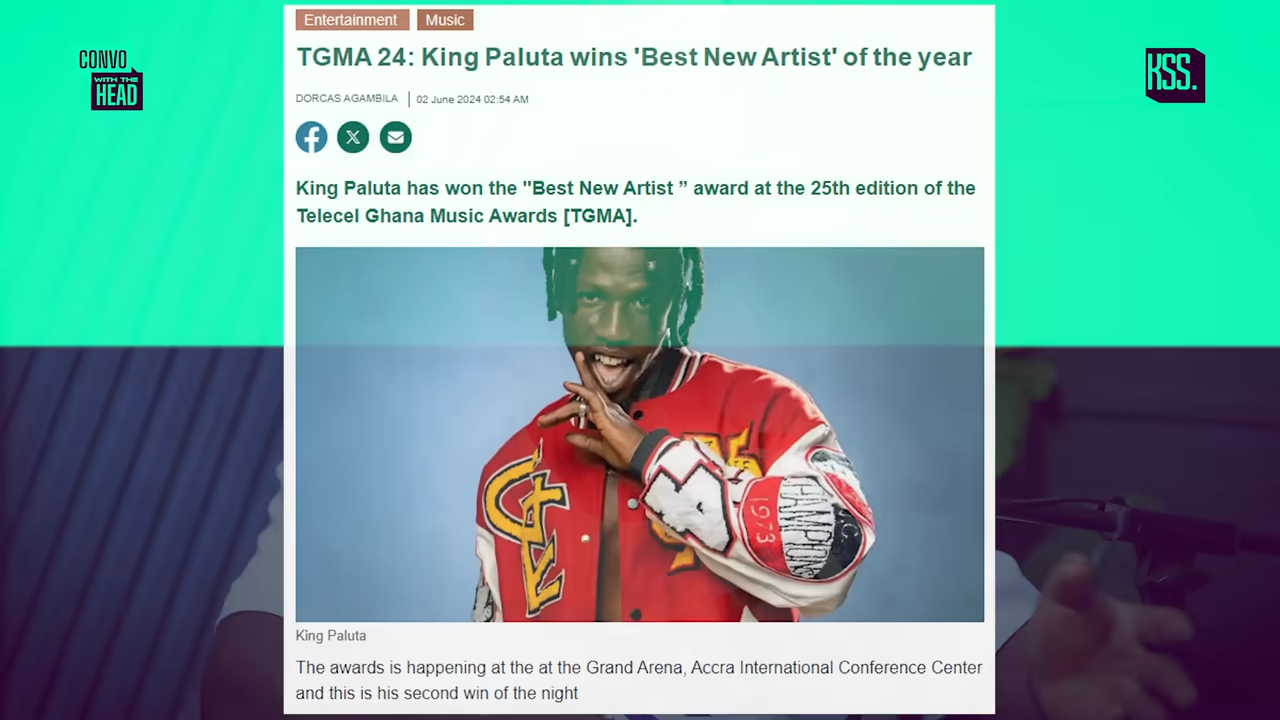 Entertainment Music
CONVO
WITH THE
HEAD
KSS.
TGMA 24: King Paluta wins 'Best New Artist' of the year
DORCAS AGAMBILA | 02 June 2024 02:54 AM
King Paluta has won the "Best New Artist ” award at the 25th edition of the
Telecel Ghana Music Awards [TGMA].
1973
King Paluta
The awards is happening at the at the Grand Arena, Accra International Conference Center
and this is his second win of the night